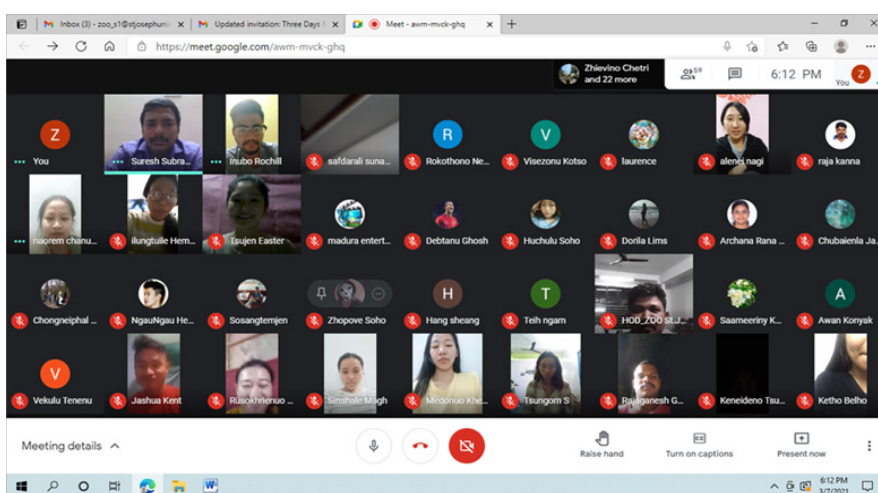 Inbox (3) - zoo_s1@stjosephuni
Updated invitation: Three Days
Meet - awm-mvck-ghq
https://meet.google.com/awm-mvck-ghq
Zhievino Chetri
and 22 more
59
6:12 PM
You
Z
Z
R
V
You
Suresh Subra...
Inubo Rochill
safdarali suna...
Rokothono Ne...
Visezonu Kotso
laurence
alenei nagi
raja kanna
naorem chanu...
ilungtuile Hem...
Tsujen Easter
madura entert...
Debtanu Ghosh
Huchulu Soho
Dorila Lims
Archana Rana ...
Chubaienla Ja...
H
T
A
Chongneiphal ...
NgauNgau He...
Sosangtemjen
Zhopove Soho
Hang sheang
Teih ngam
HOD_ZOO St.J...
Saameeriny K...
Awan Konyak
V
Vekulu Tenenu
Jashua Kent
Rüsokhrienuo ...
Sinshale Magh
Medonuo Khe...
Tsungom S
Rajaganesh G...
Keneideno Tsu...
Ketho Belho
Meeting details
Raise hand
CC
Turn on captions
Present now
W
6:12 PM
3/7/2021